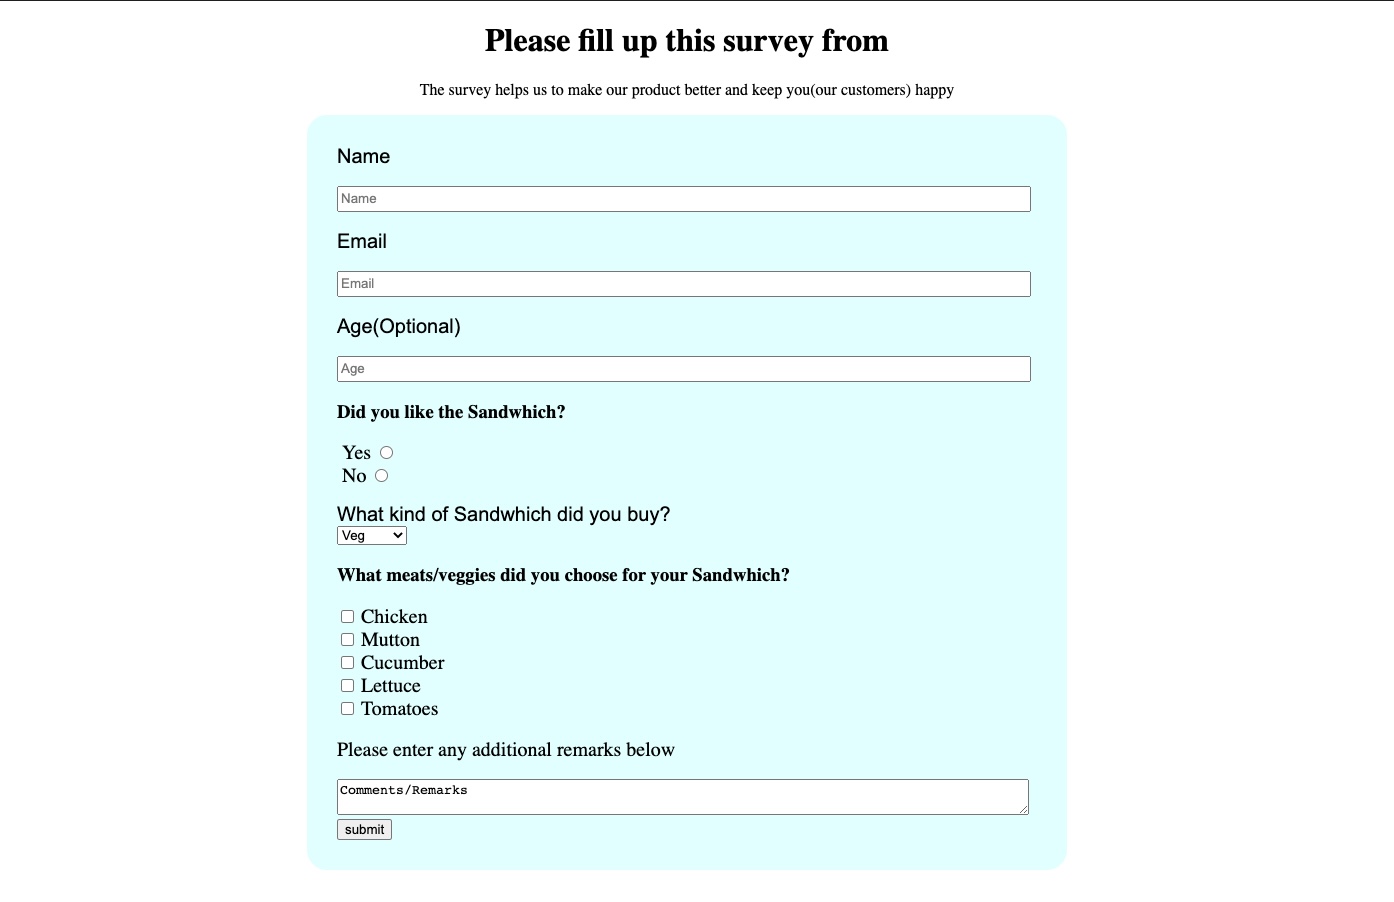 Please fill up this survey from
The survey helps us to make our product better and keep you(our customers) happy
Name
Name
Email
Email
Age(Optional)
Age
Did you like the Sandwhich?
Yes
No
What kind of Sandwhich did you buy?
Veg
What meats/veggies did you choose for your Sandwhich?
Chicken
Mutton
Cucumber
Lettuce
Tomatoes
Please enter any additional remarks below
Comments/Remarks
submit